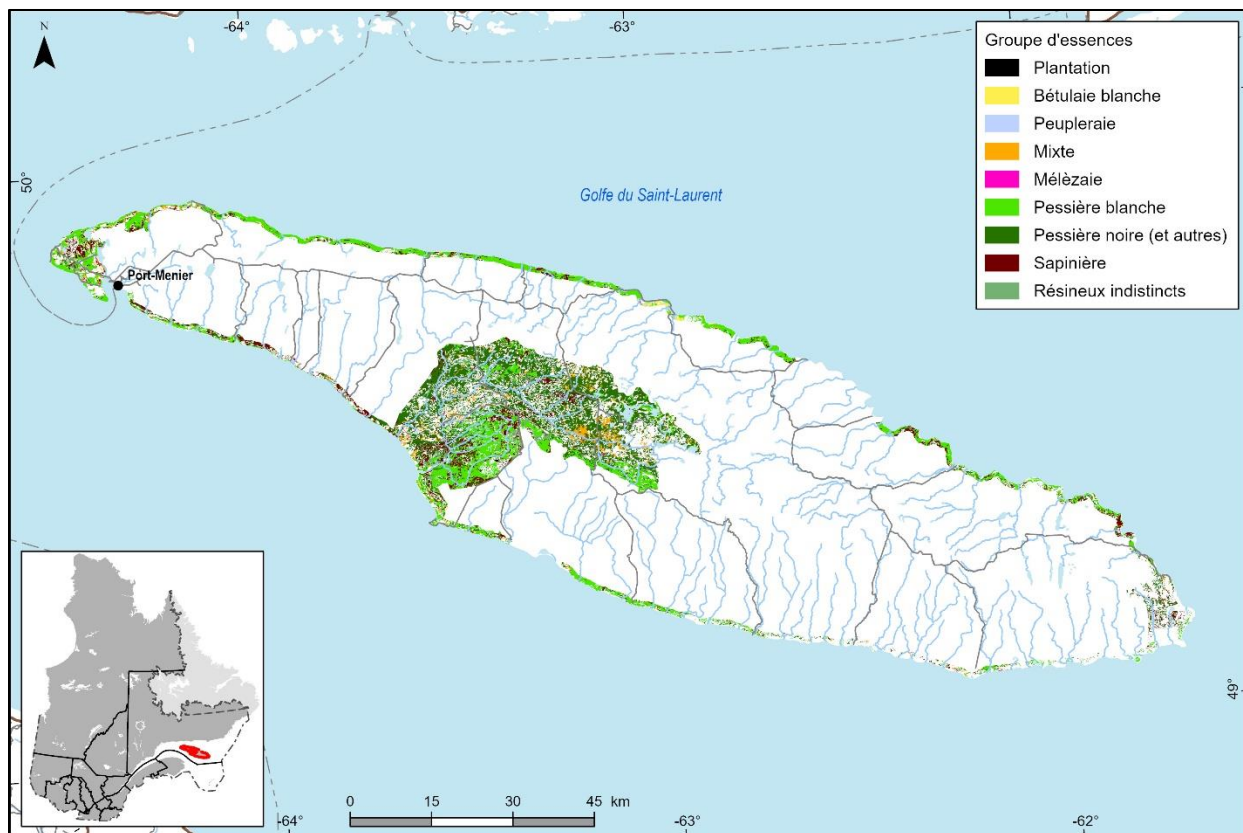 -64°
-63°
N
Groupe d'essences
Plantation
Bétulaie blanche
Peupleraie
Mixte
Mélèzaie
Pessière blanche
Pessière noire (et autres)
Sapinière
Résineux indistincts
50°
Golfe du Saint-Laurent
Port-Menier
49°
0 15 30 45 km
-64°
-63°
-62°